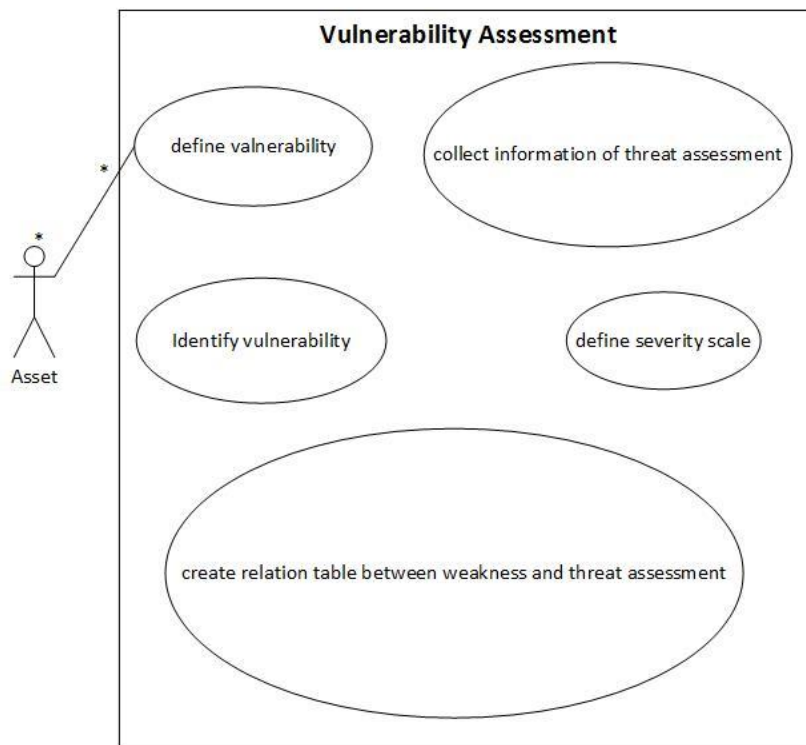 Vulnerability Assessment
define valnerability
collect information of threat assessment
*
*
Identify vulnerability
define severity scale
Asset
create relation table between weakness and threat assessment